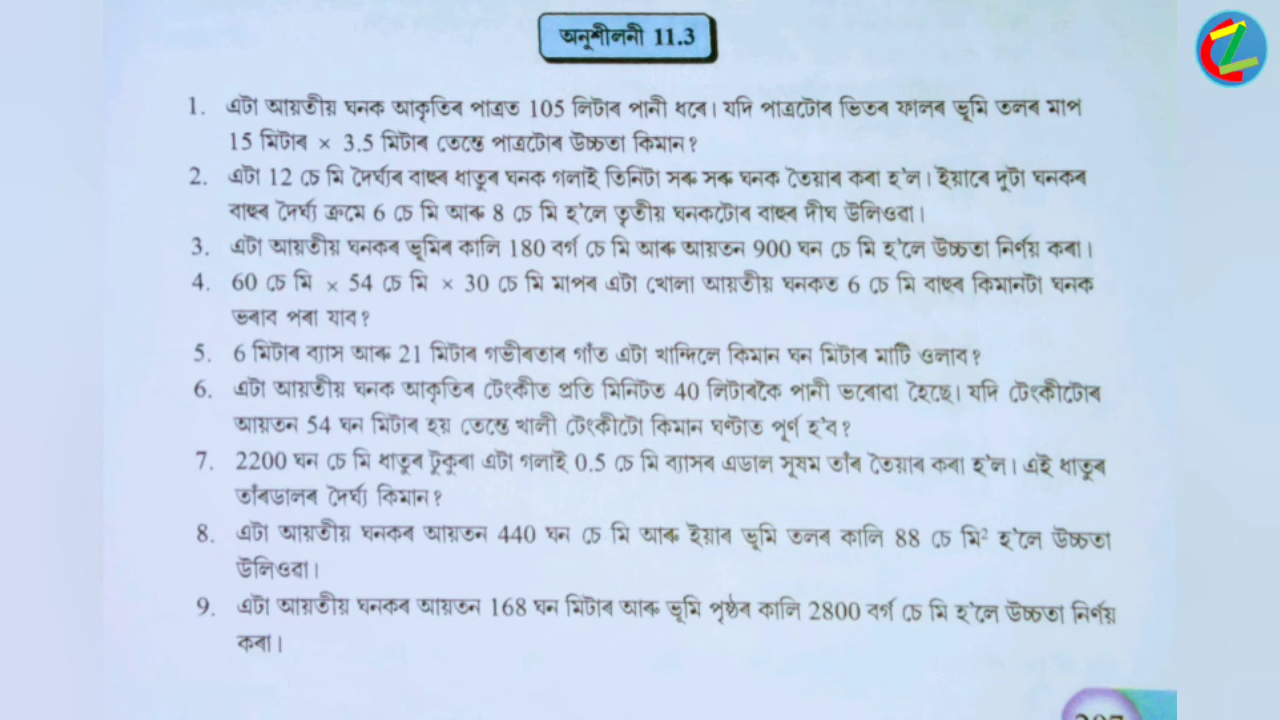 অনুশীলনী 11.3
1. এটা আয়তীয় ঘনক আকৃতিৰ পাত্ৰত 105 লিটাৰ পানী ধৰে। যদি পাত্ৰটোৰ ভিতৰ ফালৰ ভূমি তলৰ মাপ
15 মিটাৰ × 3.5 মিটাৰ তেন্তে পাত্ৰটোৰ উচ্চতা কিমান?
2. এটা 12 চে মি দৈৰ্ঘ্যৰ বাহুৰ ধাতুৰ ঘনক গলাই তিনিটা সৰু সৰু ঘনক তৈয়াৰ কৰা হ'ল। ইয়াৰে দুটা ঘনকৰ
বাহুৰ দৈৰ্ঘ্য ক্ৰমে 6 চে মি আৰু 8 চে মি হ'লে তৃতীয় ঘনকটোৰ বাহুৰ দীঘ উলিওৱা।
3. এটা আয়তীয় ঘনকৰ ভূমিৰ কালি 180 বৰ্গ চে মি আৰু আয়তন 900 ঘন চে মি হ'লে উচ্চতা নিৰ্ণয় কৰা।
4. 60 চে মি × 54 চে মি × 30 চে মি মাপৰ এটা খোলা আয়তীয় ঘনকত 6 চে মি বাহুৰ কিমানটা ঘনক
ভৰাব পৰা যাব?
5. 6 মিটাৰ ব্যাস আৰু 21 মিটাৰ গভীৰতাৰ গাঁত এটা খান্দিলে কিমান ঘন মিটাৰ মাটি ওলাব?
6. এটা আয়তীয় ঘনক আকৃতিৰ টেংকীত প্ৰতি মিনিটত 40 লিটাৰকৈ পানী ভৰোৱা হৈছে। যদি টেংকীটোৰ
আয়তন 54 ঘন মিটাৰ হয় তেন্তে খালী টেংকীটো কিমান ঘণ্টাত পূৰ্ণ হ'ব?
7. 2200 ঘন চে মি ধাতুৰ টুকুৰা এটা গলাই 0.5 চে মি ব্যাসৰ এডাল সূষম তাঁৰ তৈয়াৰ কৰা হ'ল। এই ধাতুৰ
তাঁৰডালৰ দৈৰ্ঘ্য কিমান?
8. এটা আয়তীয় ঘনকৰ আয়তন 440 ঘন চে মি আৰু ইয়াৰ ভূমি তলৰ কালি 88 চে মি² হ'লে উচ্চতা
উলিওৱা।
9. এটা আয়তীয় ঘনকৰ আয়তন 168 ঘন মিটাৰ আৰু ভূমি পৃষ্ঠৰ কালি 2800 বৰ্গ চে মি হ'লে উচ্চতা নিৰ্ণয়
কৰা।